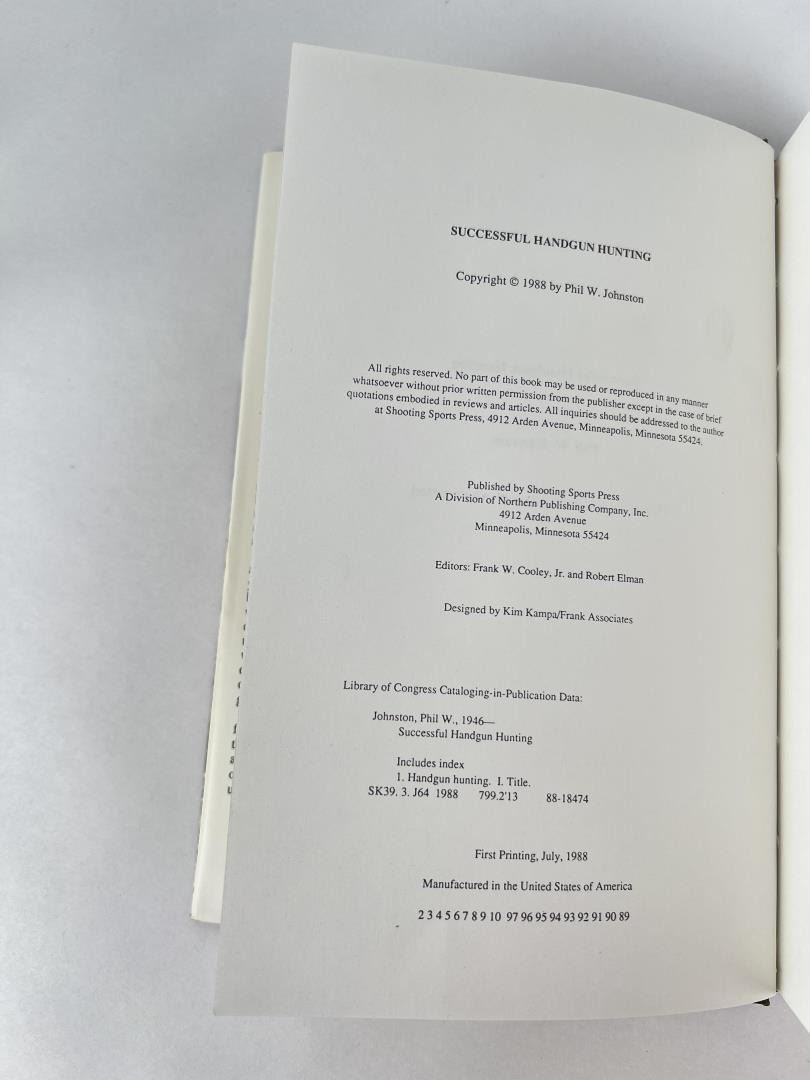 SUCCESSFUL HANDGUN HUNTING
Copyright © 1988 by Phil W. Johnston
All rights reserved. No part of this book may be used or reproduced in any manner
whatsoever without prior written permission from the publisher except in the case of brief
quotations embodied in reviews and articles. All inquiries should be addressed to the author
at Shooting Sports Press, 4912 Arden Avenue, Minneapolis, Minnesota 55424.
Published by Shooting Sports Press
A Division of Northern Publishing Company, Inc.
4912 Arden Avenue
Minneapolis, Minnesota 55424
Editors: Frank W. Cooley, Jr. and Robert Elman
Designed by Kim Kampa/Frank Associates
Library of Congress Cataloging-in-Publication Data:
Johnston, Phil W., 1946—
Successful Handgun Hunting
Includes index
1. Handgun hunting. I. Title.
SK39. 3. J64 1988 799.2'13 88-18474
First Printing, July, 1988
Manufactured in the United States of America
2 3 4 5 6 7 8 9 10 97 96 95 94 93 92 91 90 89